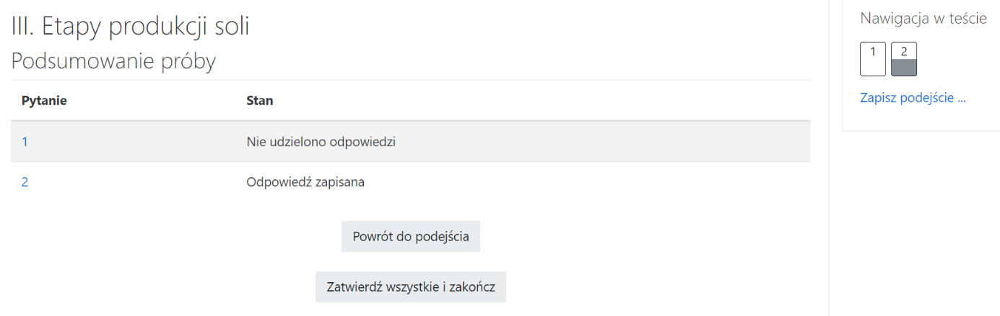 III. Etapy produkcji soli
Podsumowanie próby
Pytanie Stan
1 Nie udzielono odpowiedzi
2 Odpowiedź zapisana
Powrót do podejścia
Zatwierdź wszystkie i zakończ
Nawigacja w teście
1 2
Zapisz podejście ...